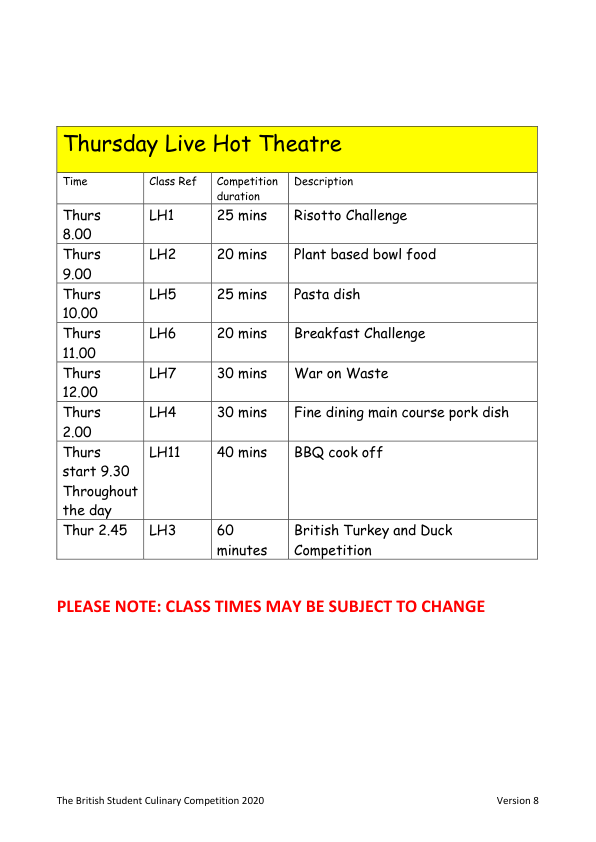 Thursday Live Hot Theatre
Time Class Ref Competition duration Description
Thurs 8.00 LH1 25 mins Risotto Challenge
Thurs 9.00 LH2 20 mins Plant based bowl food
Thurs 10.00 LH5 25 mins Pasta dish
Thurs 11.00 LH6 20 mins Breakfast Challenge
Thurs 12.00 LH7 30 mins War on Waste
Thurs 2.00 LH4 30 mins Fine dining main course pork dish
Thurs start 9.30 Throughout the day LH11 40 mins BBQ cook off
Thur 2.45 LH3 60 minutes British Turkey and Duck Competition
PLEASE NOTE: CLASS TIMES MAY BE SUBJECT TO CHANGE
The British Student Culinary Competition 2020 Version 8